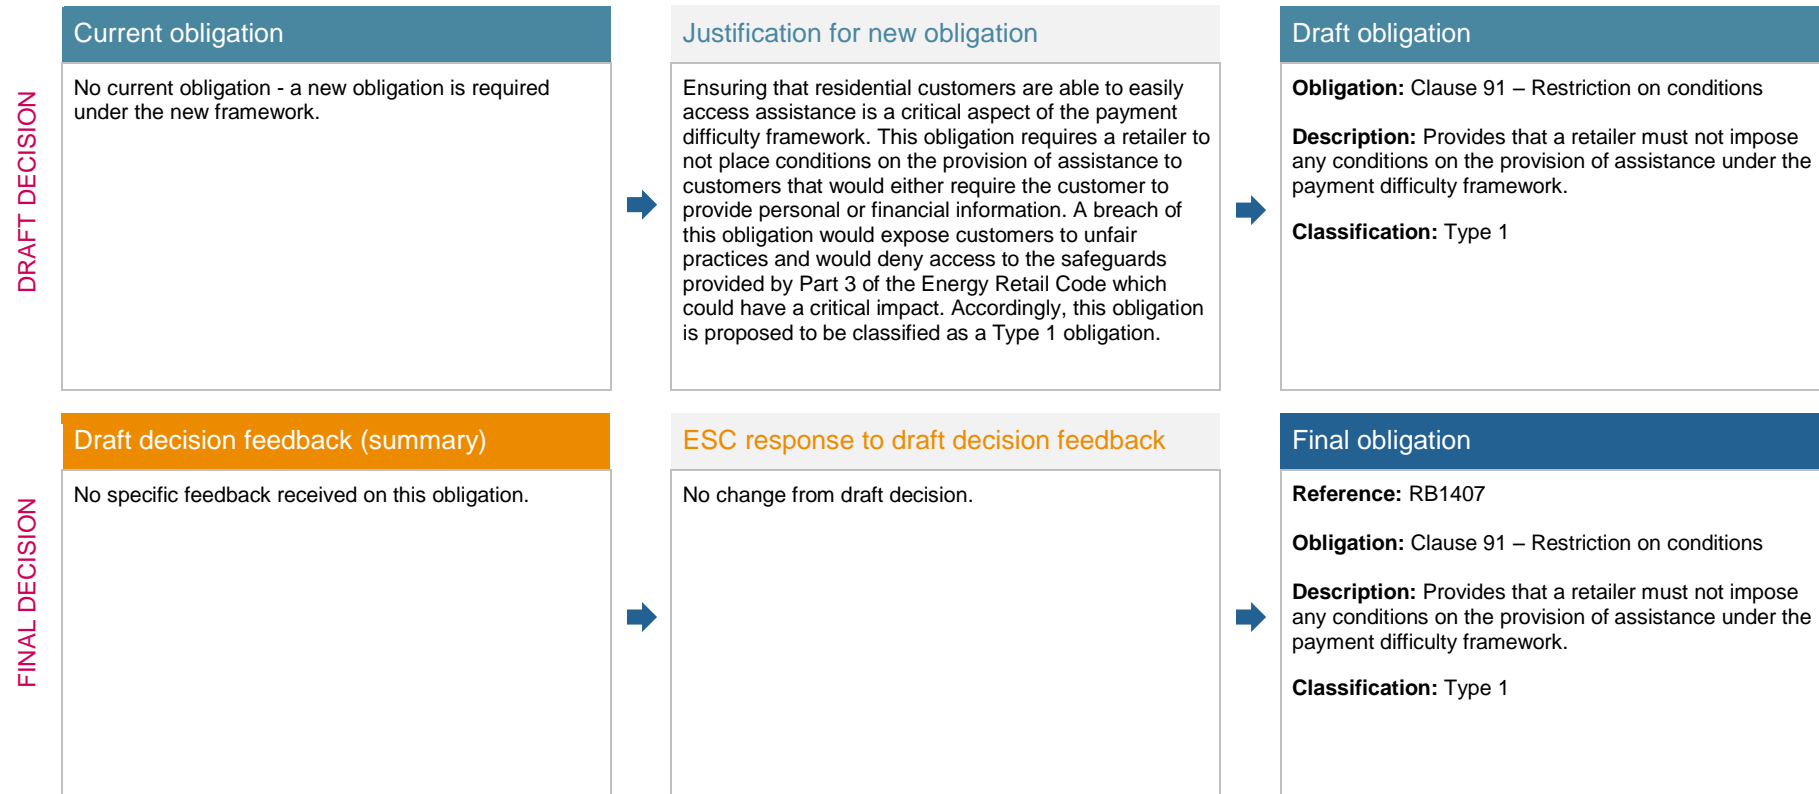 DRAFT DECISION
Current obligation
No current obligation - a new obligation is required
under the new framework.
Justification for new obligation
Ensuring that residential customers are able to easily
access assistance is a critical aspect of the payment
difficulty framework. This obligation requires a retailer to
not place conditions on the provision of assistance to
customers that would either require the customer to
provide personal or financial information. A breach of
this obligation would expose customers to unfair
practices and would deny access to the safeguards
provided by Part 3 of the Energy Retail Code which
could have a critical impact. Accordingly, this obligation
is proposed to be classified as a Type 1 obligation.
Draft obligation
Obligation: Clause 91 – Restriction on conditions
Description: Provides that a retailer must not impose
any conditions on the provision of assistance under the
payment difficulty framework.
Classification: Type 1
FINAL DECISION
Draft decision feedback (summary)
No specific feedback received on this obligation.
ESC response to draft decision feedback
No change from draft decision.
Final obligation
Reference: RB1407
Obligation: Clause 91 – Restriction on conditions
Description: Provides that a retailer must not impose
any conditions on the provision of assistance under the
payment difficulty framework.
Classification: Type 1